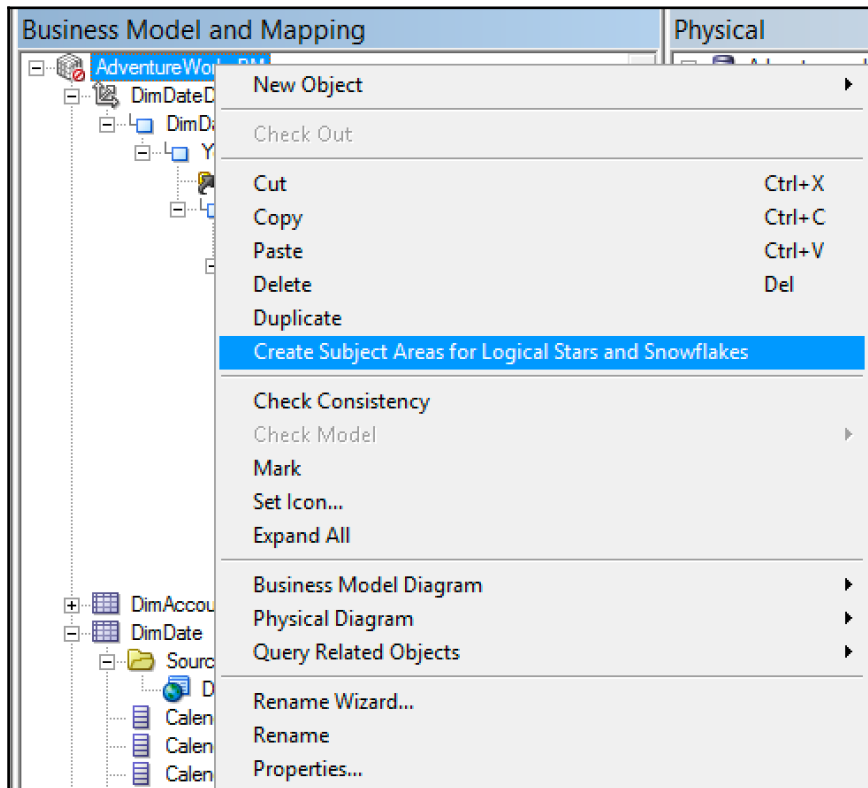 Business Model and Mapping
Physical
New Object
Check Out
Cut Ctrl+X
Copy Ctrl+C
Paste Ctrl+V
Delete Del
Duplicate
Create Subject Areas for Logical Stars and Snowflakes
Check Consistency
Check Model
Mark
Set Icon...
Expand All
Business Model Diagram
Physical Diagram
Query Related Objects
Rename Wizard...
Rename
Properties...
DimDateD
DimDa
Y
DimAccou
DimDate
Sourc
D
Calen
Calen
Calen